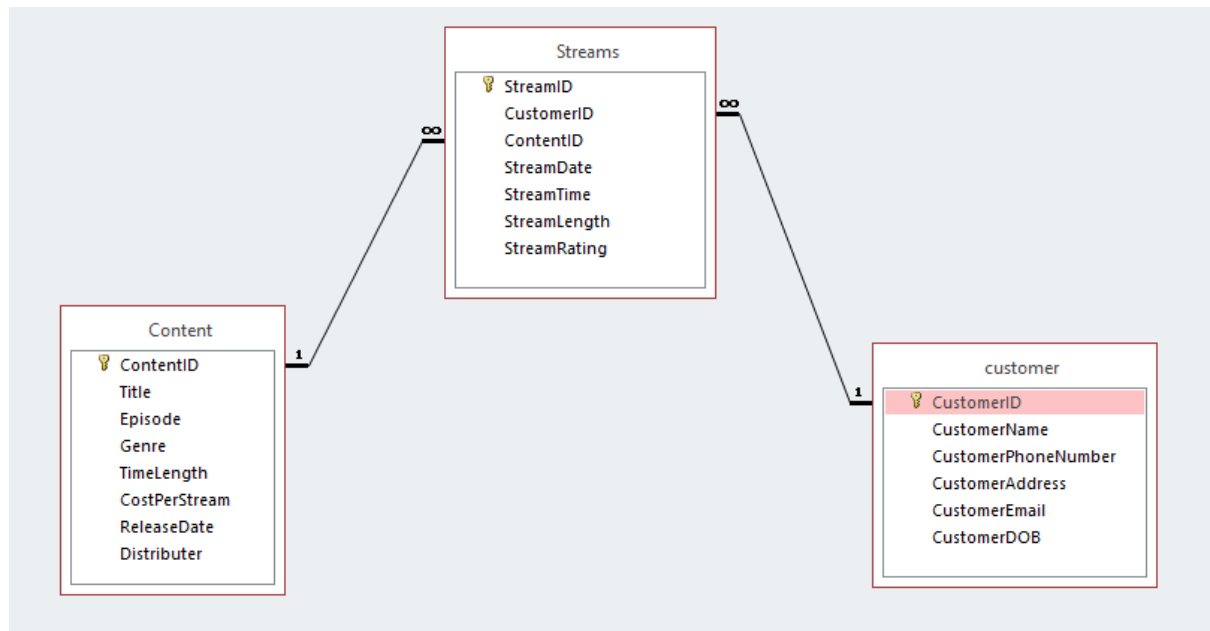 Streams
StreamID
CustomerID
ContentID
StreamDate
StreamTime
StreamLength
StreamRating
∞
∞
Content
ContentID
Title
Episode
Genre
TimeLength
CostPerStream
ReleaseDate
Distributer
1
1
customer
CustomerID
CustomerName
CustomerPhoneNumber
CustomerAddress
CustomerEmail
CustomerDOB